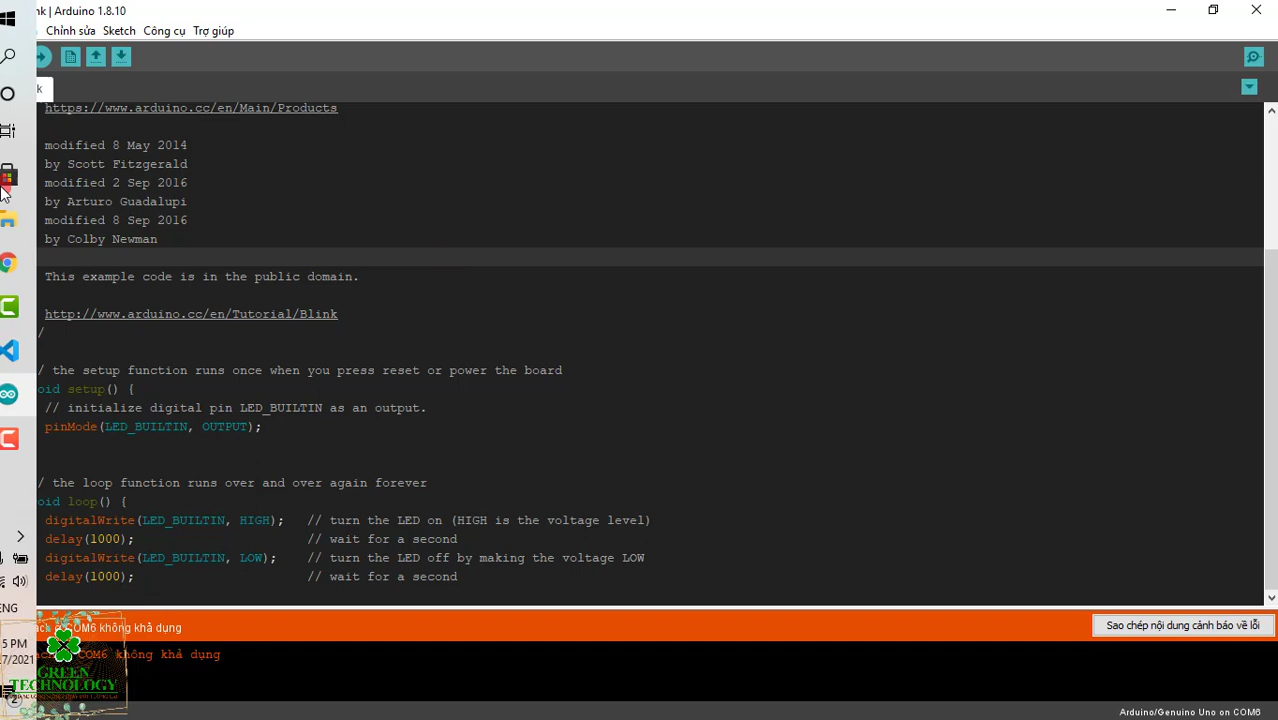 nk | Arduino 1.8.10
Chỉnh sửa Sketch Công cụ Trợ giúp
k
https://www.arduino.cc/en/Main/Products
modified 8 May 2014
by Scott Fitzgerald
modified 2 Sep 2016
by Arturo Guadalupi
modified 8 Sep 2016
by Colby Newman
This example code is in the public domain.
http://www.arduino.cc/en/Tutorial/Blink
/
/ the setup function runs once when you press reset or power the board
oid setup() {
// initialize digital pin LED_BUILTIN as an output.
pinMode(LED_BUILTIN, OUTPUT);
/ the loop function runs over and over again forever
oid loop() {
digitalWrite(LED_BUILTIN, HIGH); // turn the LED on (HIGH is the voltage level)
delay(1000); // wait for a second
digitalWrite(LED_BUILTIN, LOW); // turn the LED off by making the voltage LOW
delay(1000); // wait for a second
ENG
COM6 không khả dụng
Sao chép nội dung cảnh báo về lỗi
5 PM
COM6 không khả dụng
7/2021
GREEN
TECHNOLOGY
2
Arduino/Genuino Uno on COM6